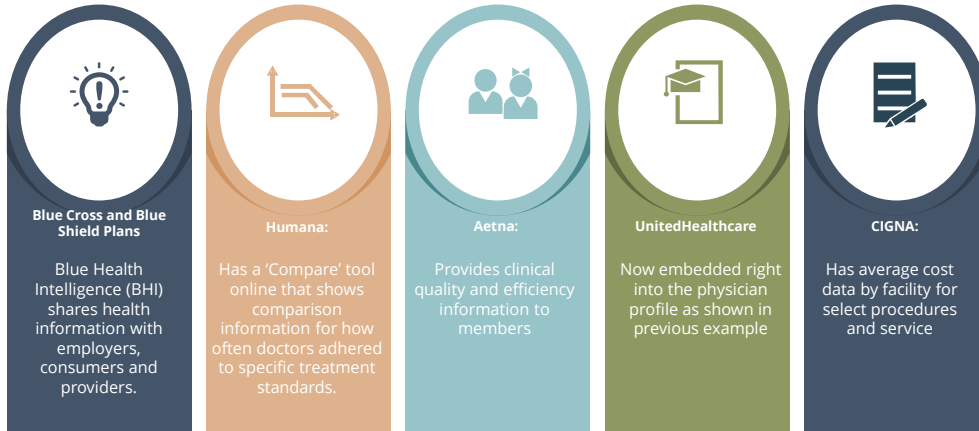 Blue Cross and Blue
Shield Plans
Blue Health
Intelligence (BHI)
shares health
information with
employers,
consumers and
providers.
Humana:
Has a ‘Compare’ tool
online that shows
comparison
information for how
often doctors adhered
to specific treatment
standards.
Aetna:
Provides clinical
quality and efficiency
information to
members
UnitedHealthcare
Now embedded right
into the physician
profile as shown in
previous example
CIGNA:
Has average cost
data by facility for
select procedures
and service